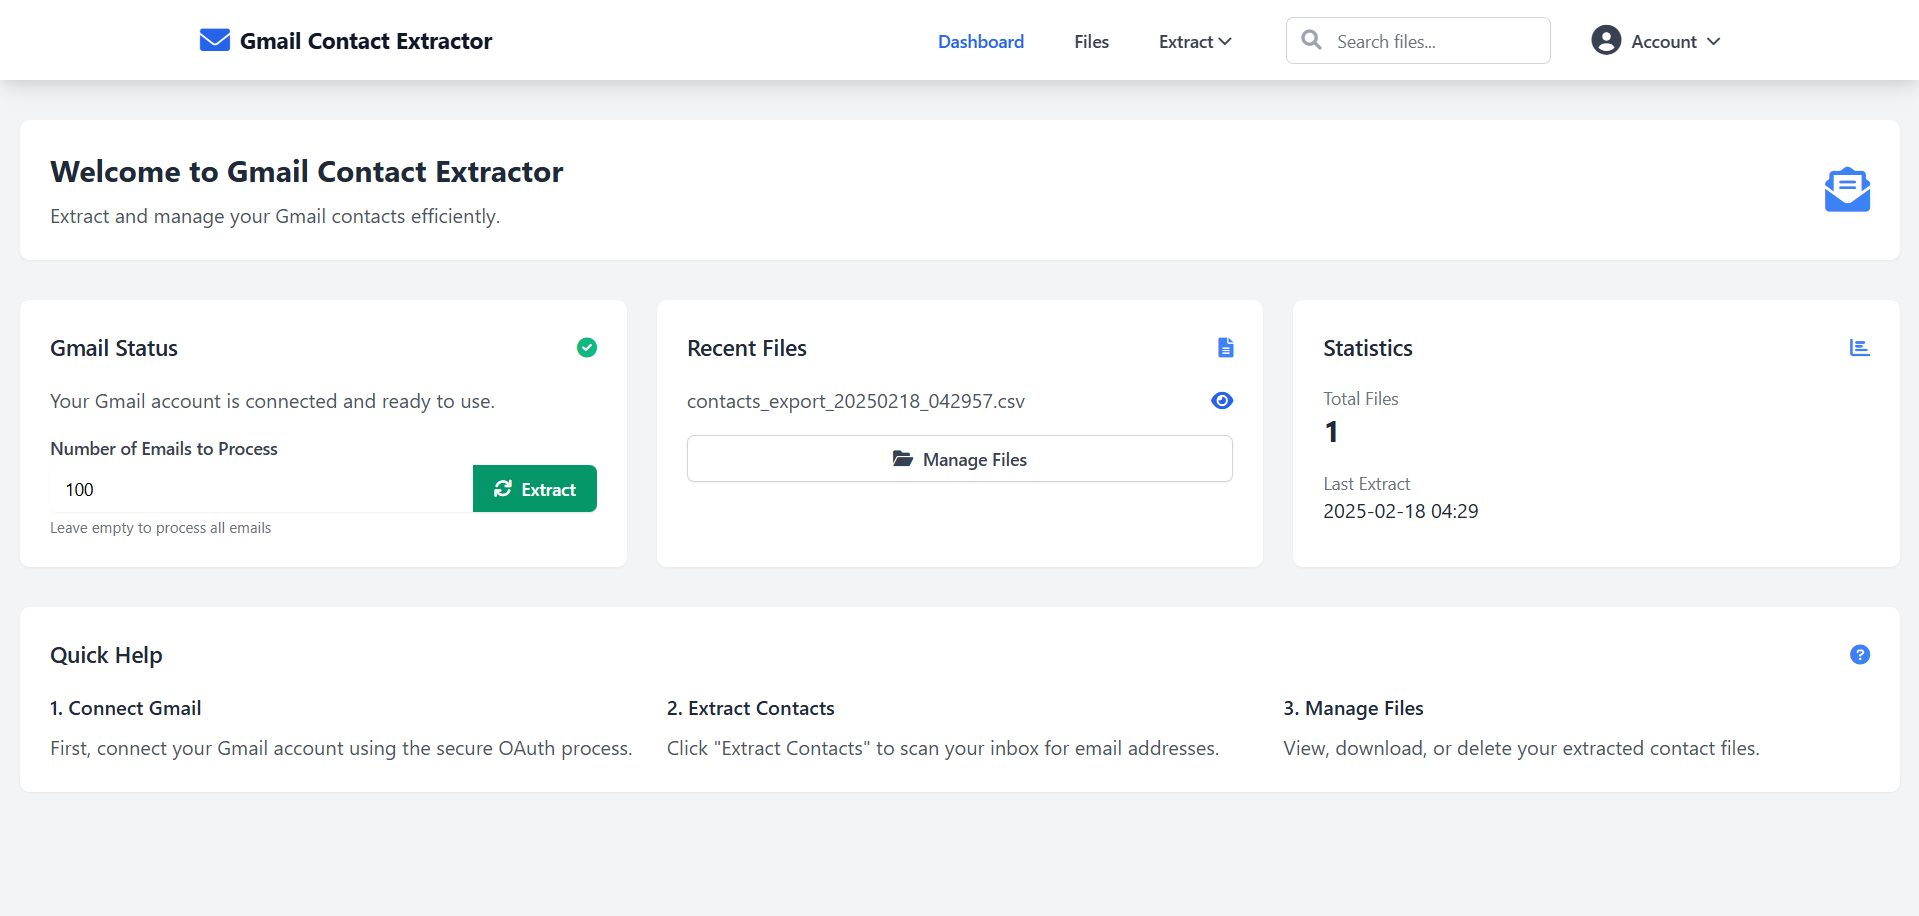 Gmail Contact Extractor
Dashboard
Files
Extract
Search files...
Account
Welcome to Gmail Contact Extractor
Extract and manage your Gmail contacts efficiently.
Gmail Status
Your Gmail account is connected and ready to use.
Number of Emails to Process
100
Extract
Leave empty to process all emails
Recent Files
contacts_export_20250218_042957.csv
Manage Files
Statistics
Total Files
1
Last Extract
2025-02-18 04:29
Quick Help
1. Connect Gmail
First, connect your Gmail account using the secure OAuth process.
2. Extract Contacts
Click "Extract Contacts" to scan your inbox for email addresses.
3. Manage Files
View, download, or delete your extracted contact files.